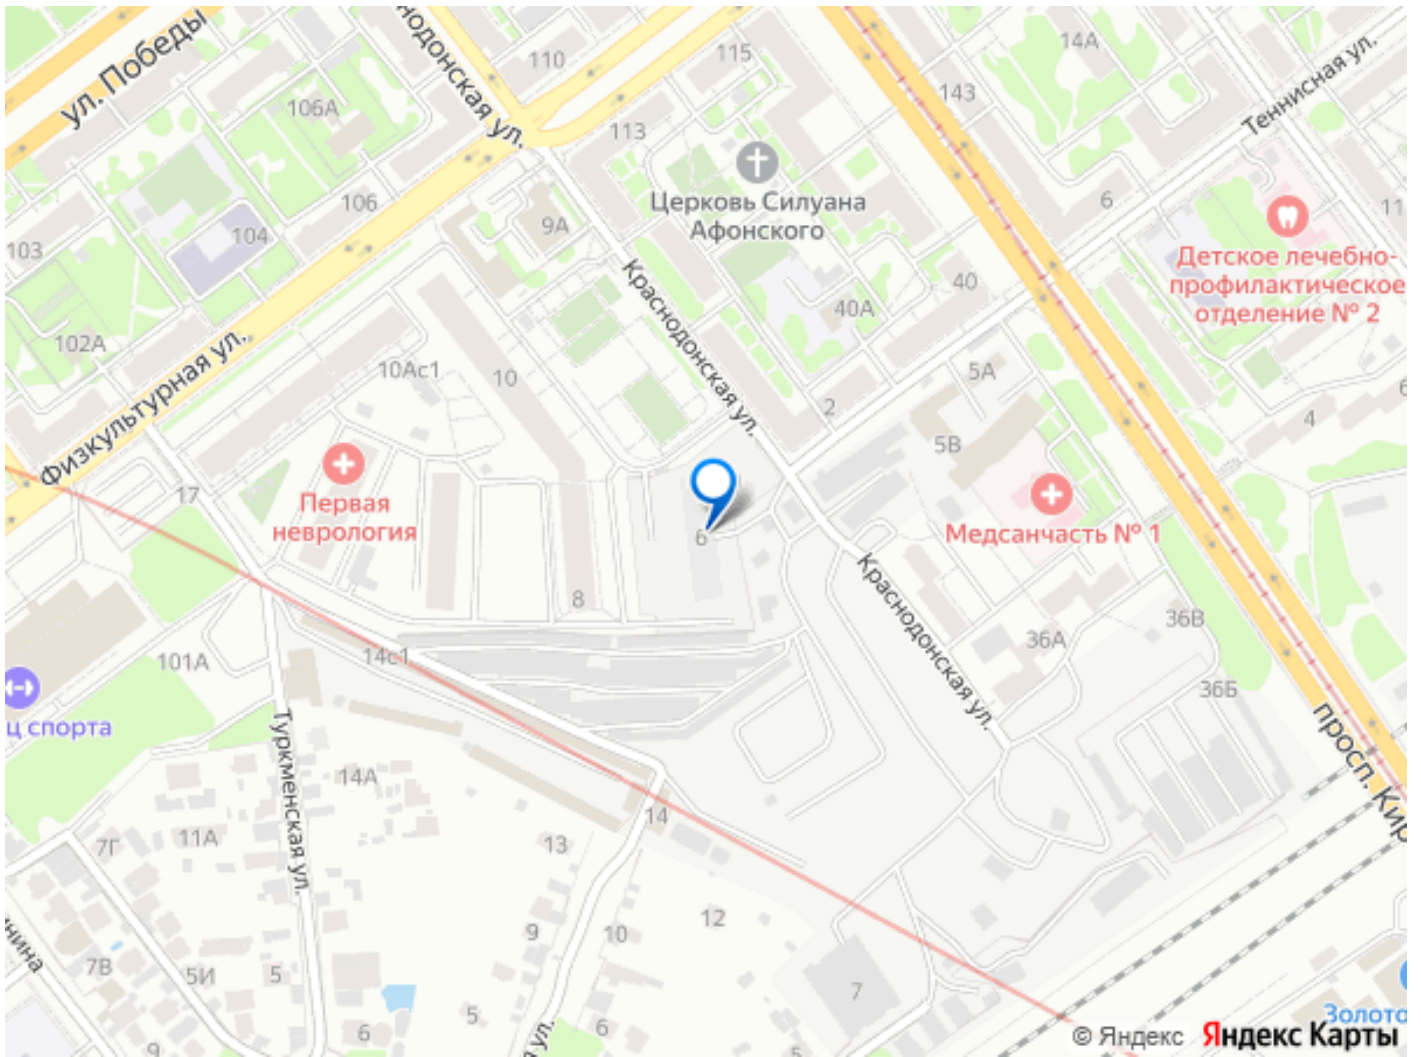 ул. Победы
нодонская ул.
110
115
14А
143
Теннисная ул.
106А
113
Церковь Силуана
Афонского
6
11
106
9А
104
103
Детское лечебно-
профилактическое
отделение № 2
40
40А
Краснодонская ул.
102А
Физкультурная ул.
10Ас1
10
5А
2
4
6
5В
17
Первая
неврология
6
Медсанчасть № 1
8
Краснодонская ул.
36В
36А
36Б
101А
14с1
ц спорта
Туркменская ул.
просп. Кир
14А
14
13
11А
7Г
12
9
10
нина
7В
5И
5
7
5
6
6
9
а ул.
Золото
© Яндекс Яндекс Карты